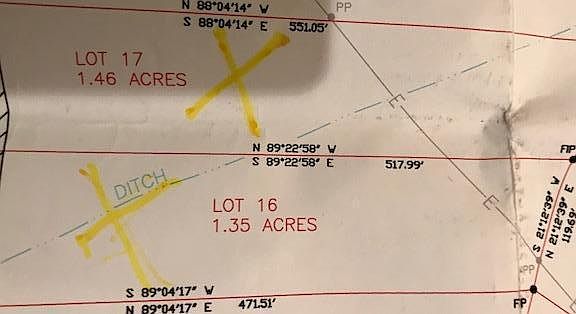 N 88°04'14" W
PP
S 88°04'14" E 551.05'
LOT 17
1.46 ACRES
E
N 89°22'58" W
S 89°22'58" E 517.99'
FIP
DITCH
LOT 16
1.35 ACRES
E
S 21°12'39" W
N 21°12'39" E
119.69'
PP
S 89°04'17" W
N 89°04'17" E 471.51'
FP